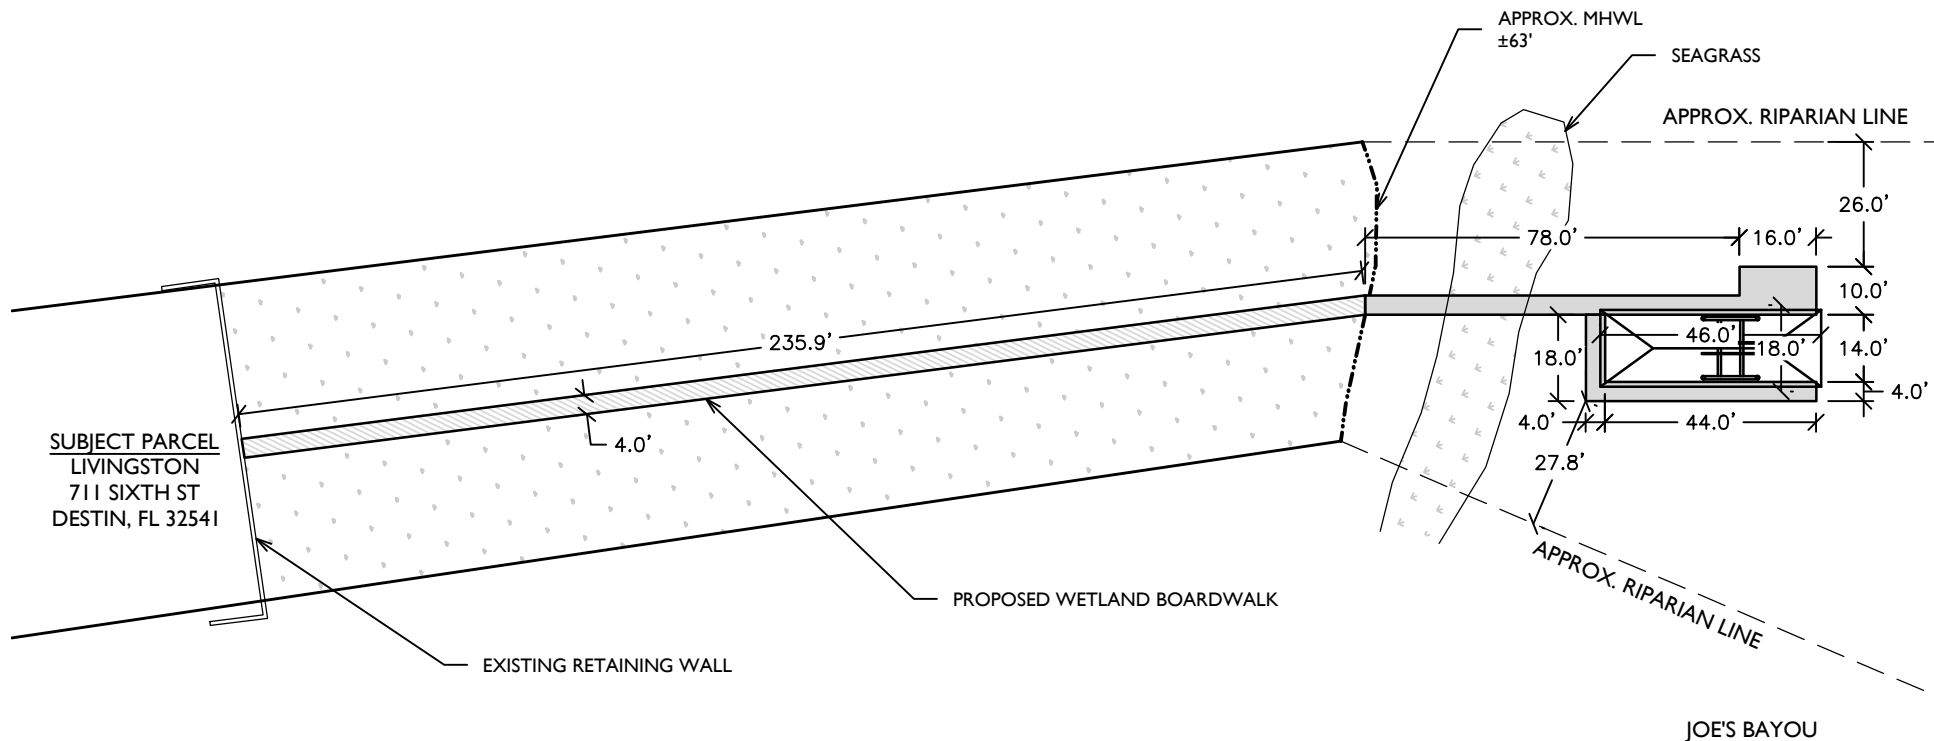 APPROX. MHWL
±63'
SEAGRASS
APPROX. RIPARIAN LINE
26.0'
78.0'
16.0'
10.0'
235.9'
46.0'
18.0'
18.0'
14.0'
4.0'
4.0'
44.0'
4.0'
27.8'
SUBJECT PARCEL
LIVINGSTON
711 SIXTH ST
DESTIN, FL 32541
APPROX. RIPARIAN LINE
PROPOSED WETLAND BOARDWALK
EXISTING RETAINING WALL
JOE'S BAYOU